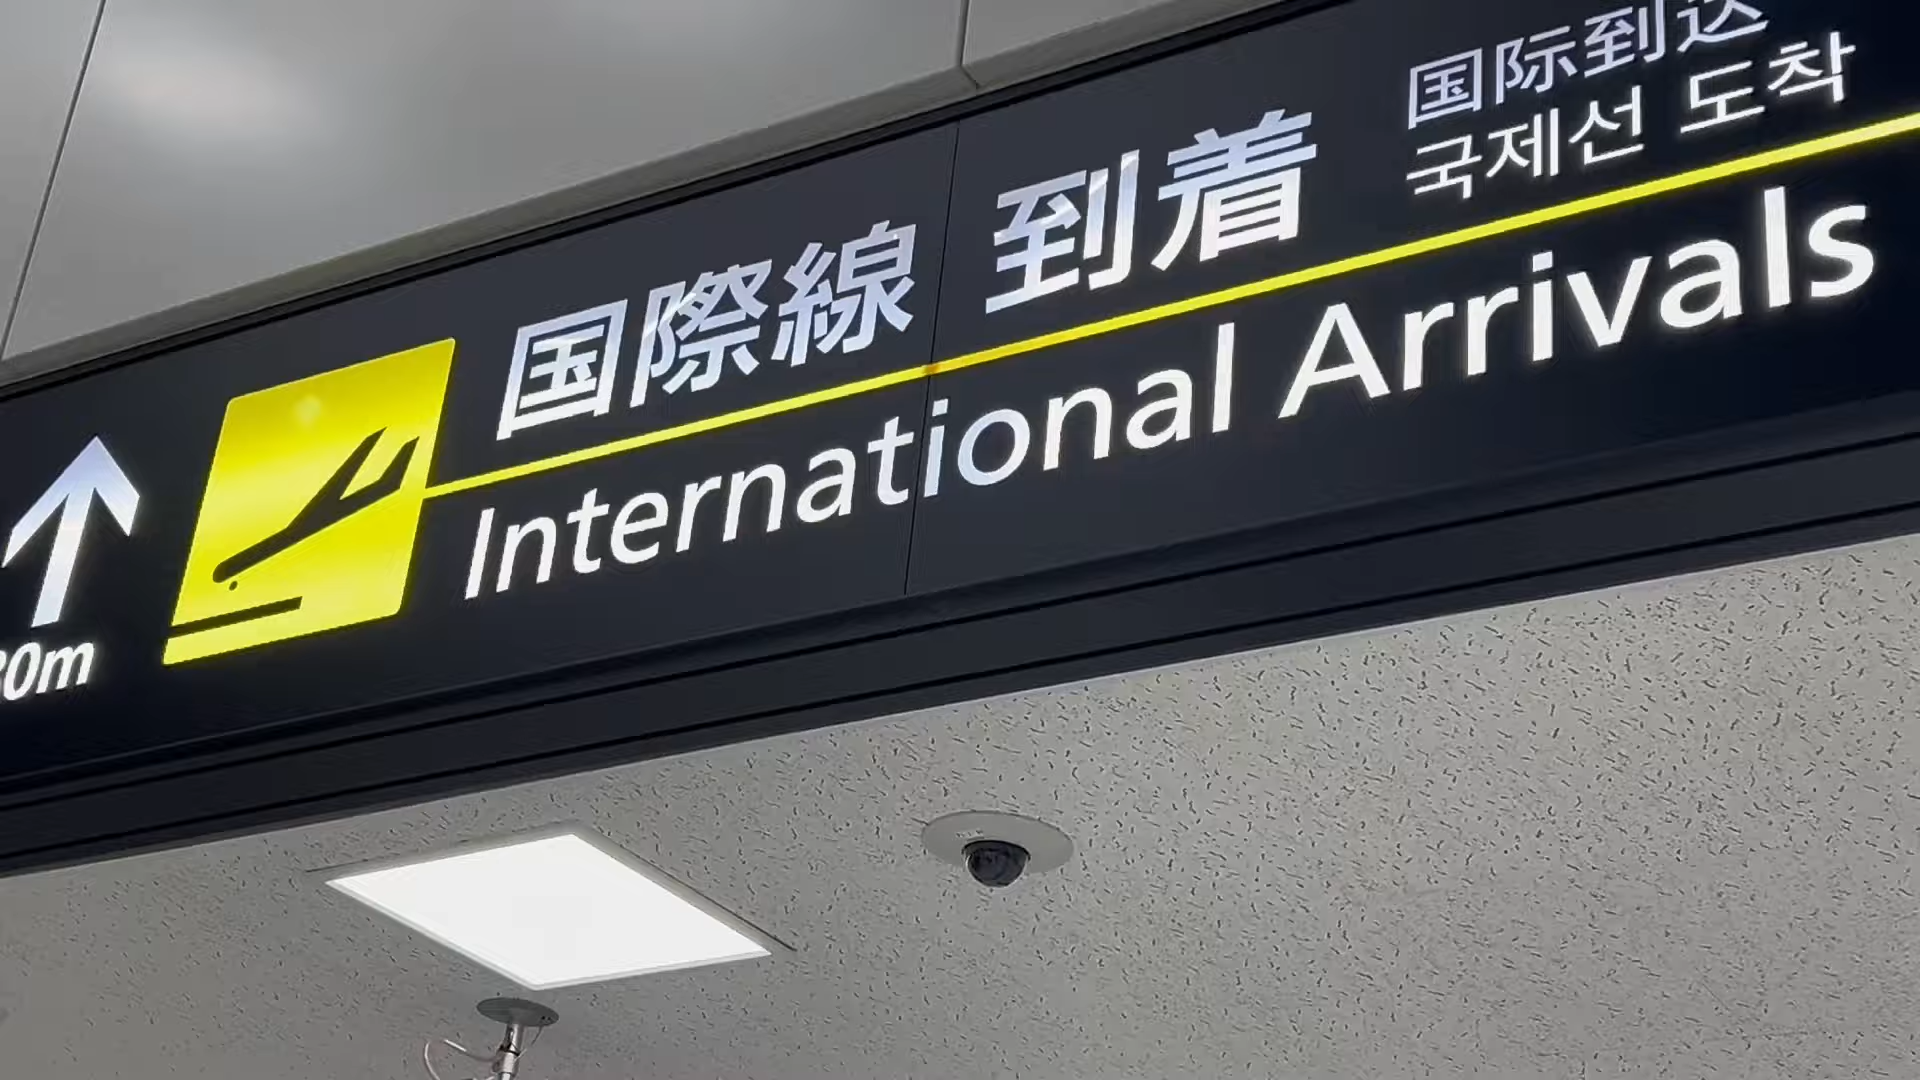 国際線 到着
国际到达
국제선 도착
International Arrivals